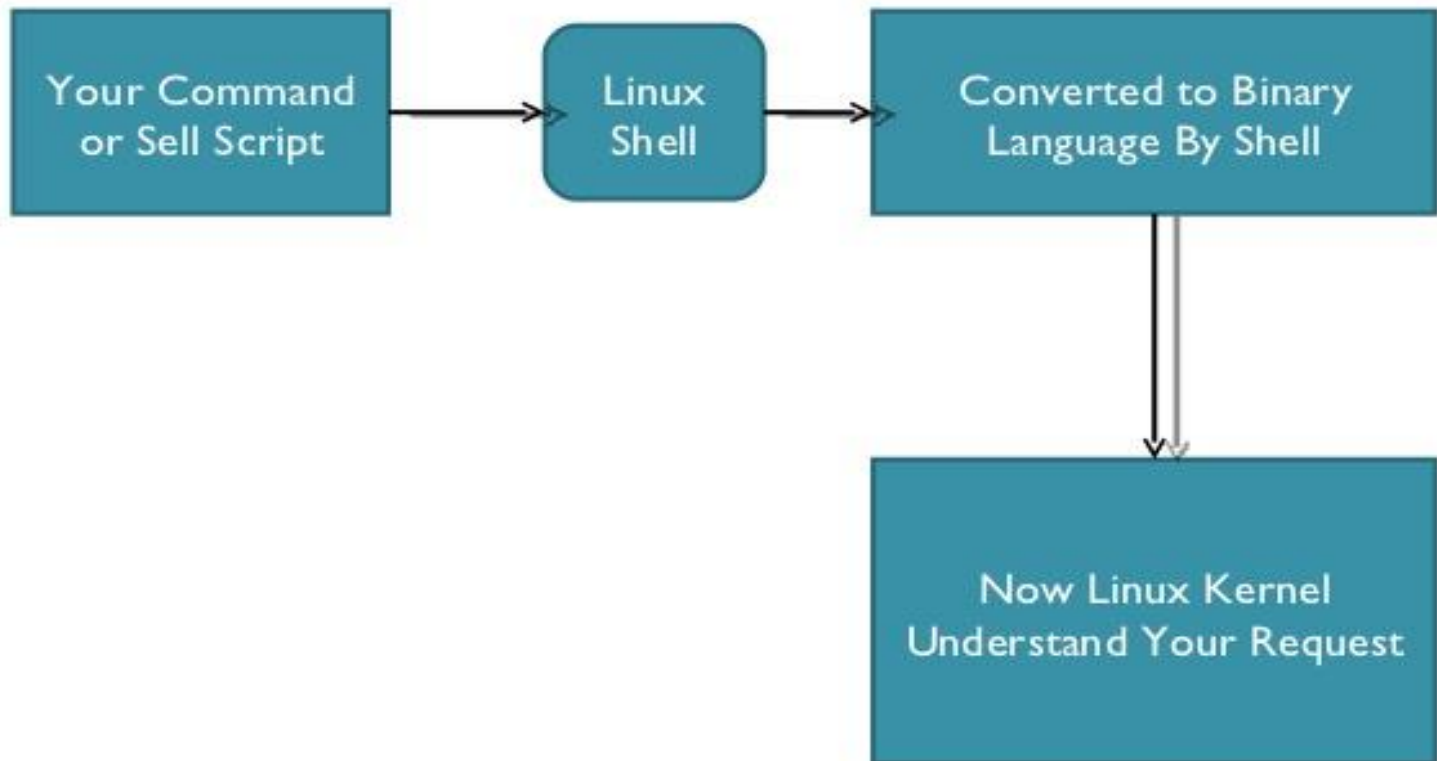 Your Command
or Sell Script
Linux
Shell
Converted to Binary
Language By Shell
Now Linux Kernel
Understand Your Request